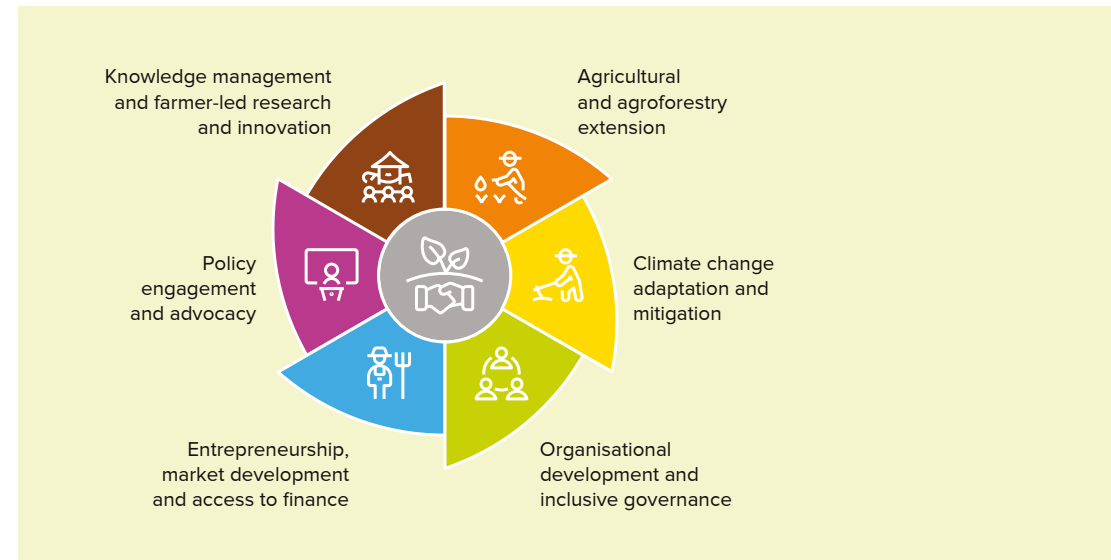 Knowledge management
and farmer-led research
and innovation
Agricultural
and agroforestry
extension
Policy
engagement
and advocacy
Climate change
adaptation and
mitigation
Entrepreneurship,
market development
and access to finance
Organisational
development and
inclusive governance